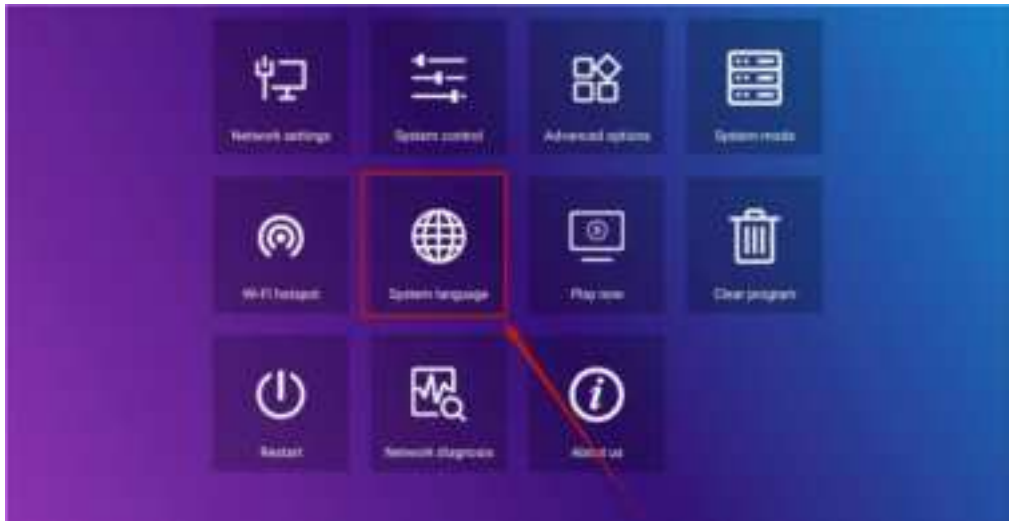 Network settings
System control
Advanced options
System mode
Wi-Fi hotspot
System language
Play now
Clear program
Restart
Network diagnosis
About us